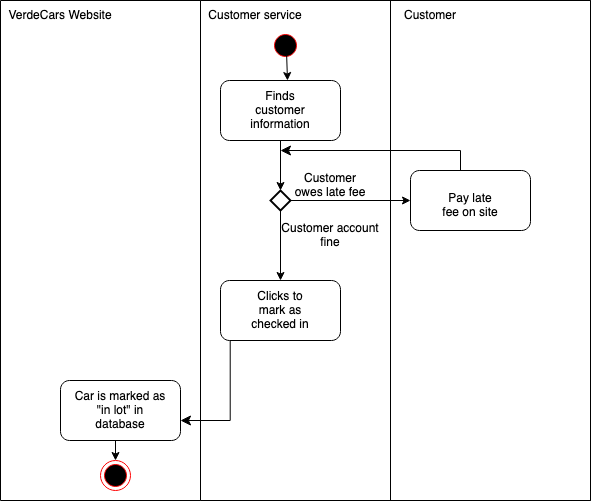 VerdeCars Website
Customer service
Customer
Finds
customer
information
Customer
owes late fee
Pay late
fee on site
Customer account
fine
Clicks to
mark as
checked in
Car is marked as
"in lot" in
database